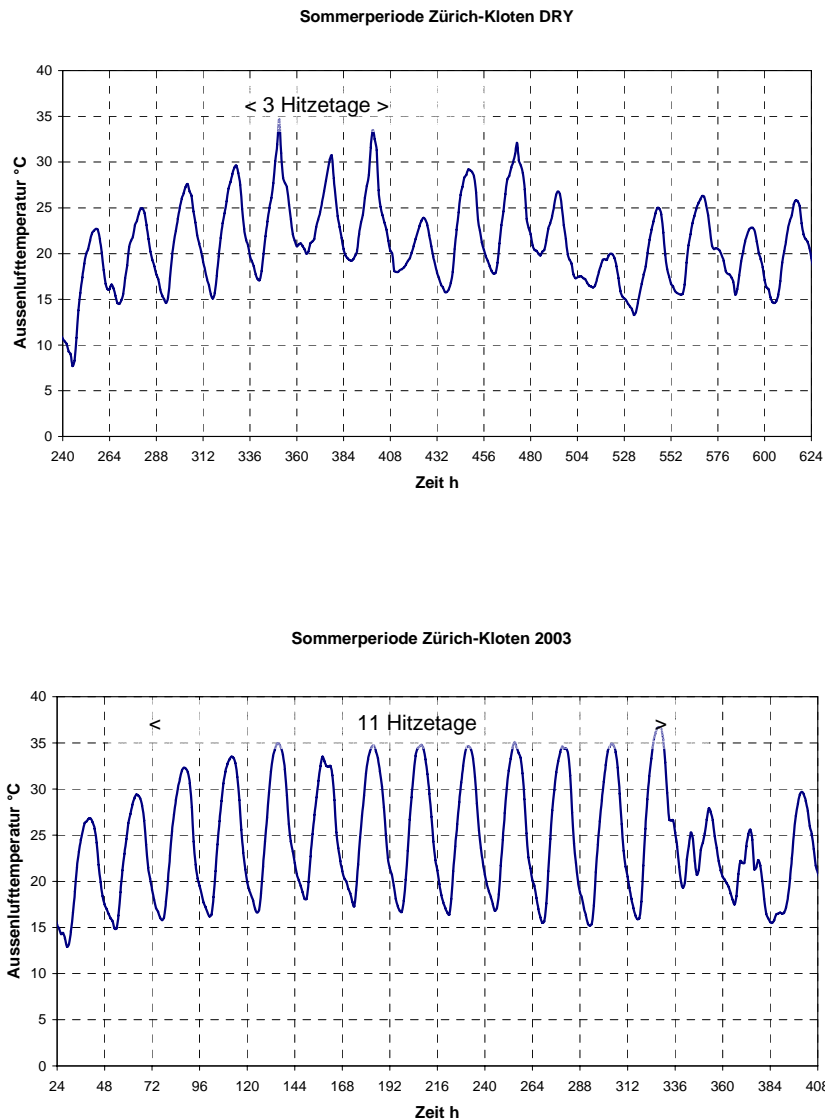 Sommerperiode Zürich-Kloten DRY
40
35
30
25
20
15
10
5
0
Aussenlufttemperatur °C
< 3 Hitzetage >
240 264 288 312 336 360 384 408 432 456 480 504 528 552 576 600 624
Zeit h
Sommerperiode Zürich-Kloten 2003
40
35
30
25
20
15
10
5
0
Aussenlufttemperatur °C
< 11 Hitzetage >
24 48 72 96 120 144 168 192 216 240 264 288 312 336 360 384 408
Zeit h